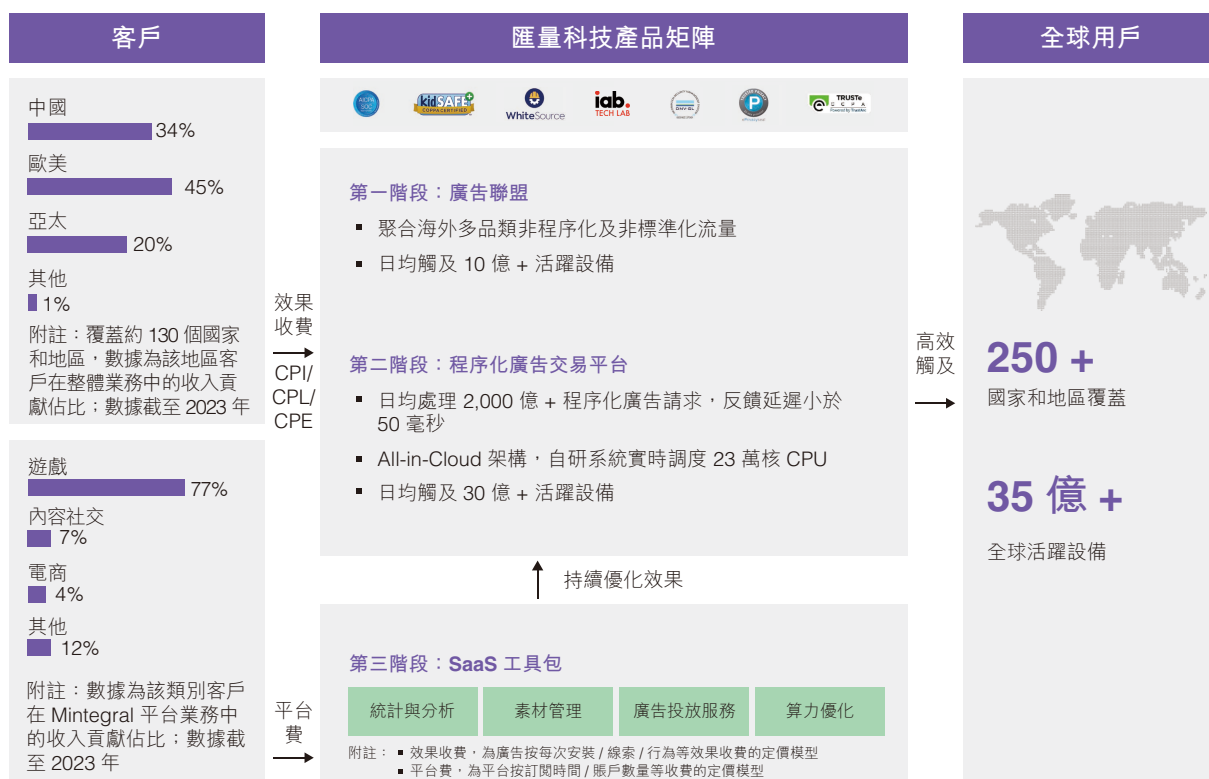 客戶
中國
34%
歐美
45%
亞太
20%
其他
1%
附註：覆蓋約 130 個國家
和地區，數據為該地區客
戶在整體業務中的收入貢
獻佔比；數據截至 2023 年
遊戲
77%
內容社交
7%
電商
4%
其他
12%
附註：數據為該類別客戶
在 Mintegral 平台業務中
的收入貢獻佔比；數據截
至 2023 年
效果
收費
CPI/
CPL/
CPE
平台
費
匯量科技產品矩陣
AICPA
SOC
kidSAFE
COPPA CERTIFIED
WhiteSource
iab.
TECH LAB
DNV·GL
P
ePrivacyseal
TRUSTe
Powered by TrustArc
第一階段：廣告聯盟
▪ 聚合海外多品類非程序化及非標準化流量
▪ 日均觸及 10 億 + 活躍設備
第二階段：程序化廣告交易平台
▪ 日均處理 2,000 億 + 程序化廣告請求，反饋延遲小於
50 毫秒
▪ All-in-Cloud 架構，自研系統實時調度 23 萬核 CPU
▪ 日均觸及 30 億 + 活躍設備
持續優化效果
第三階段：SaaS 工具包
統計與分析
素材管理
廣告投放服務
算力優化
附註： ▪ 效果收費，為廣告按每次安裝 / 線索 / 行為等效果收費的定價模型
▪ 平台費，為平台按訂閱時間 / 賬戶數量等收費的定價模型
高效
觸及
全球用戶
250 +
國家和地區覆蓋
35 億 +
全球活躍設備